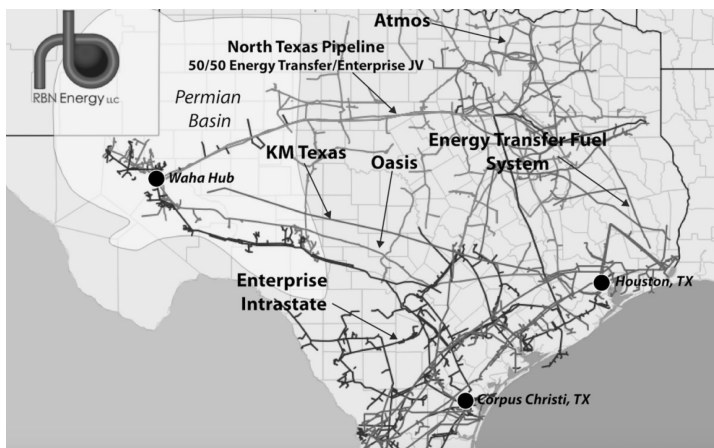 Atmos
North Texas Pipeline
50/50 Energy Transfer/Enterprise JV
RBN Energy LLC
Permian
Basin
Energy Transfer Fuel
System
KM Texas
Oasis
Waha Hub
Enterprise
Intrastate
Houston, TX
Corpus Christi, TX